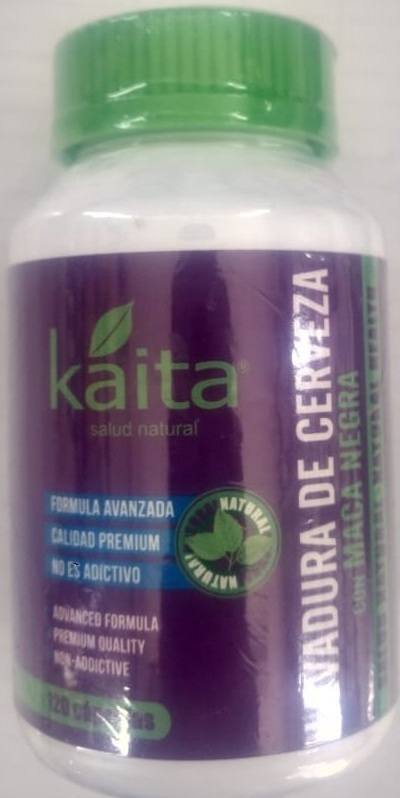 kaita®
salud natural
FORMULA AVANZADA
CALIDAD PREMIUM
NO ES ADICTIVO
NATURAL
NATURAL
ADVANCED FORMULA
PREMIUM QUALITY
NON-ADDICTIVE
120 cápsulas
VADURA DE CERVEZA
CON MACA NEGRA